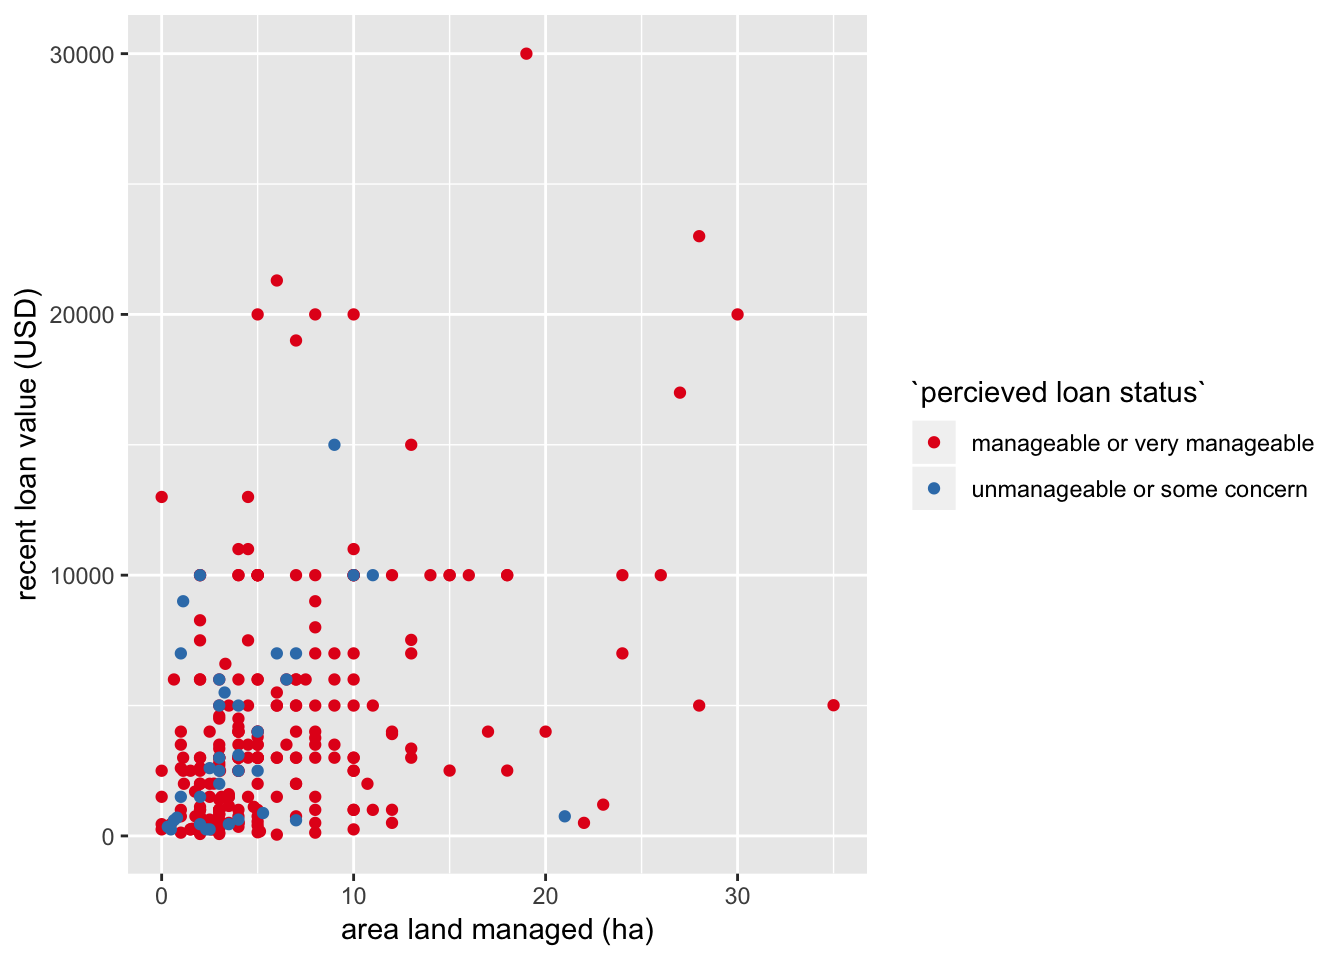 30000
20000
10000
0
0
10
20
30
recent loan value (USD)
area land managed (ha)
`percieved loan status`
manageable or very manageable
unmanageable or some concern